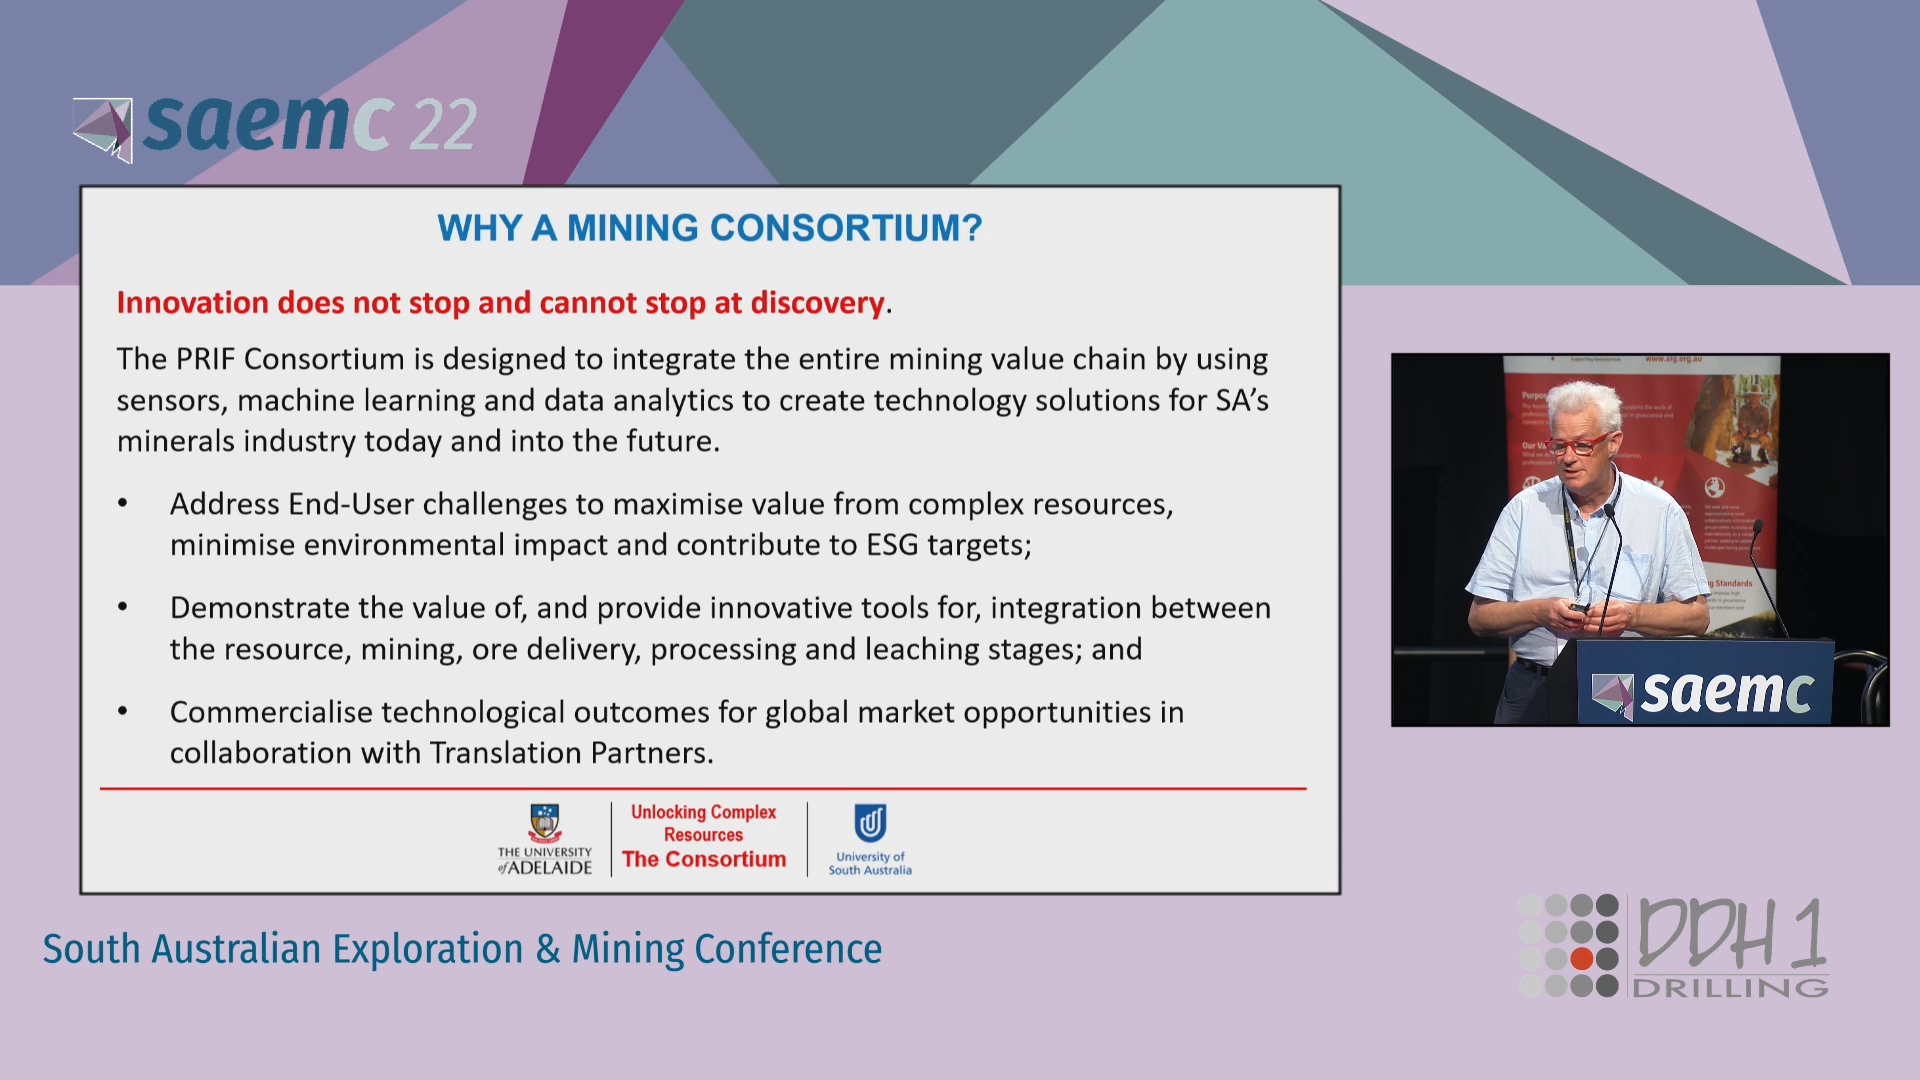 saemc 22
WHY A MINING CONSORTIUM?
Innovation does not stop and cannot stop at discovery.
The PRIF Consortium is designed to integrate the entire mining value chain by using
sensors, machine learning and data analytics to create technology solutions for SA's
minerals industry today and into the future.
• Address End-User challenges to maximise value from complex resources,
minimise environmental impact and contribute to ESG targets;
• Demonstrate the value of, and provide innovative tools for, integration between
the resource, mining, ore delivery, processing and leaching stages; and
• Commercialise technological outcomes for global market opportunities in
collaboration with Translation Partners.
THE UNIVERSITY
of ADELAIDE
Unlocking Complex
Resources
The Consortium
University of
South Australia
www.aig.org.au
saemc
South Australian Exploration & Mining Conference
DDH 1
DRILLING